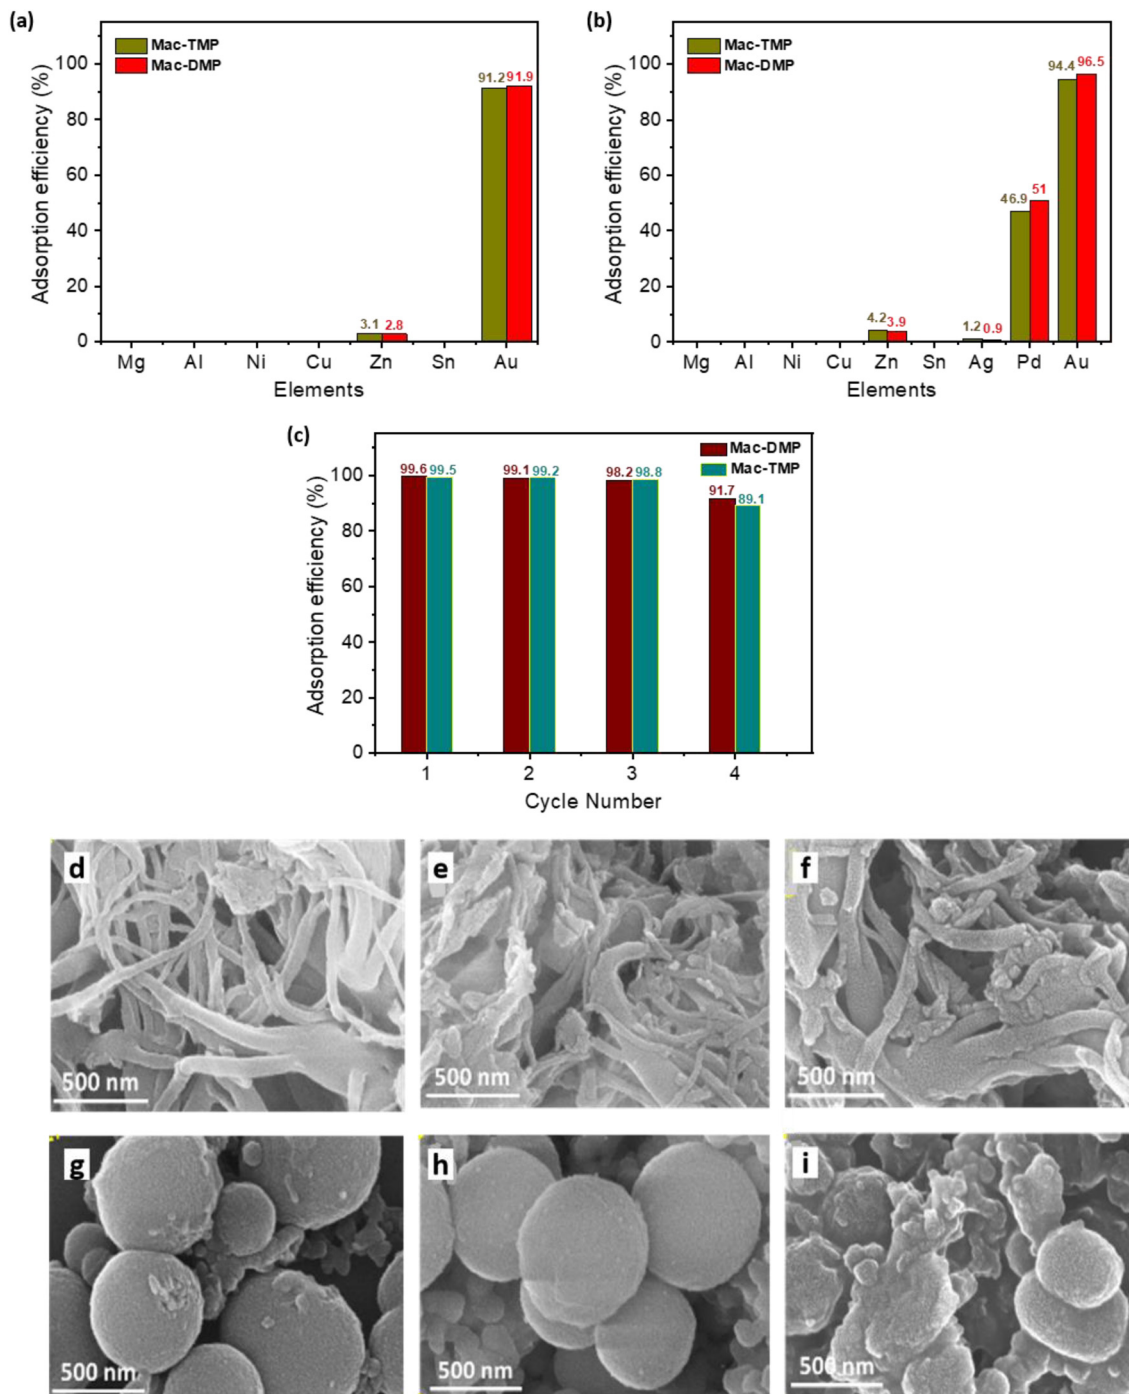 (a)
Mac-TMP
Mac-DMP
Adsorption efficiency (%)
100
80
60
40
20
0
3.1 2.8
91.2 91.9
Mg Al Ni Cu Zn Sn Au
Elements
(b)
Mac-TMP
Mac-DMP
Adsorption efficiency (%)
100
80
60
40
20
0
4.2 3.9
1.2 0.9
46.9 51
94.4 96.5
Mg Al Ni Cu Zn Sn Ag Pd Au
Elements
(c)
Mac-DMP
Mac-TMP
Adsorption efficiency (%)
100
80
60
40
20
0
99.6 99.5
99.1 99.2
98.2 98.8
91.7 89.1
1 2 3 4
Cycle Number
d
500 nm
e
500 nm
f
500 nm
g
500 nm
h
500 nm
i
500 nm